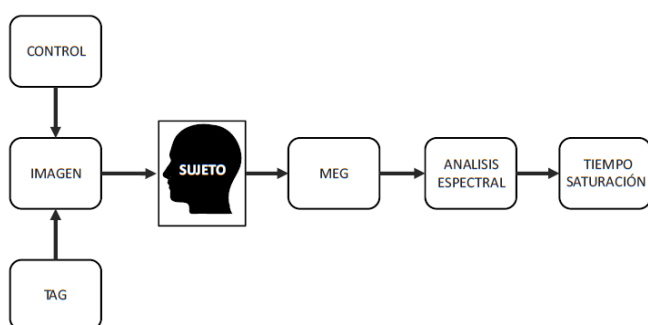 CONTROL
IMAGEN
SUJETO
MEG
ANALISIS
ESPECTRAL
TIEMPO
SATURACIÓN
TAG